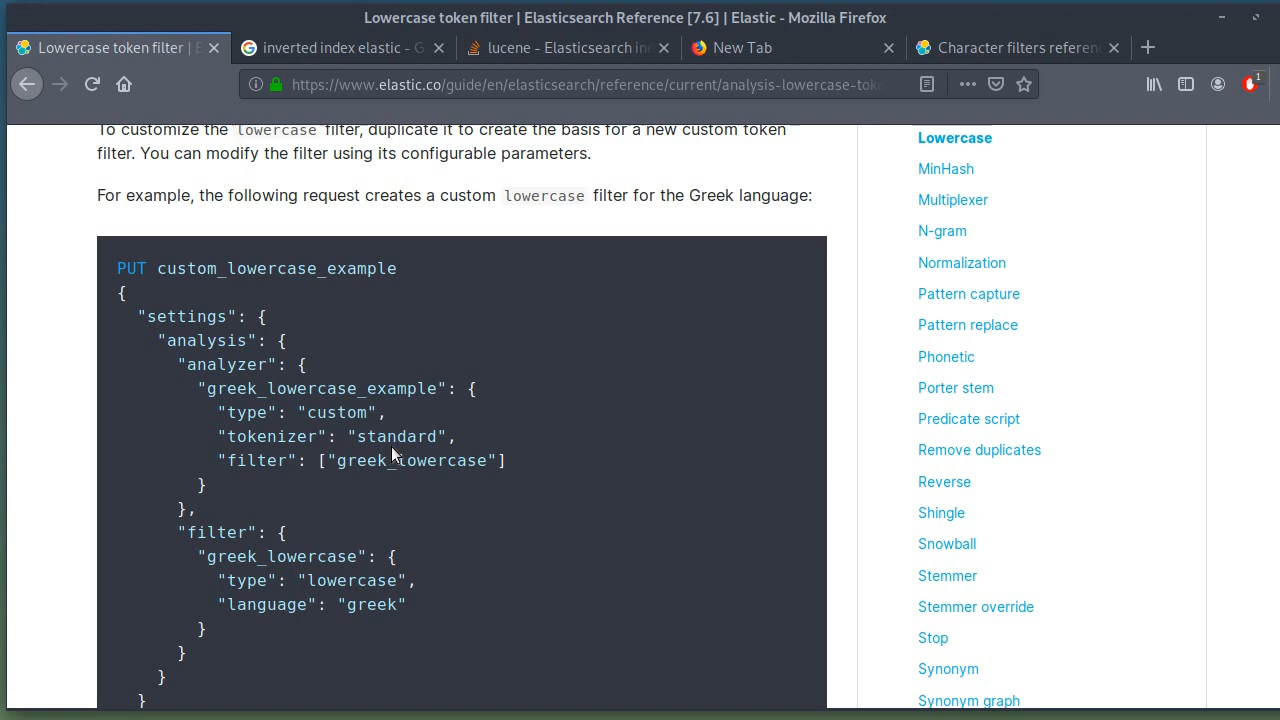 Lowercase token filter | Elasticsearch Reference [7.6] | Elastic - Mozilla Firefox
Lowercase token filter | E
inverted index elastic - G
lucene - Elasticsearch in
New Tab
Character filters referen
https://www.elastic.co/guide/en/elasticsearch/reference/current/analysis-lowercase-toke
1
To customize the lowercase filter, duplicate it to create the basis for a new custom token
filter. You can modify the filter using its configurable parameters.
For example, the following request creates a custom lowercase filter for the Greek language:
PUT custom_lowercase_example
{
"settings": {
"analysis": {
"analyzer": {
"greek_lowercase_example": {
"type": "custom",
"tokenizer": "standard",
"filter": ["greek_lowercase"]
}
},
"filter": {
"greek_lowercase": {
"type": "lowercase",
"language": "greek"
}
}
}
}
Lowercase
MinHash
Multiplexer
N-gram
Normalization
Pattern capture
Pattern replace
Phonetic
Porter stem
Predicate script
Remove duplicates
Reverse
Shingle
Snowball
Stemmer
Stemmer override
Stop
Synonym
Synonym graph